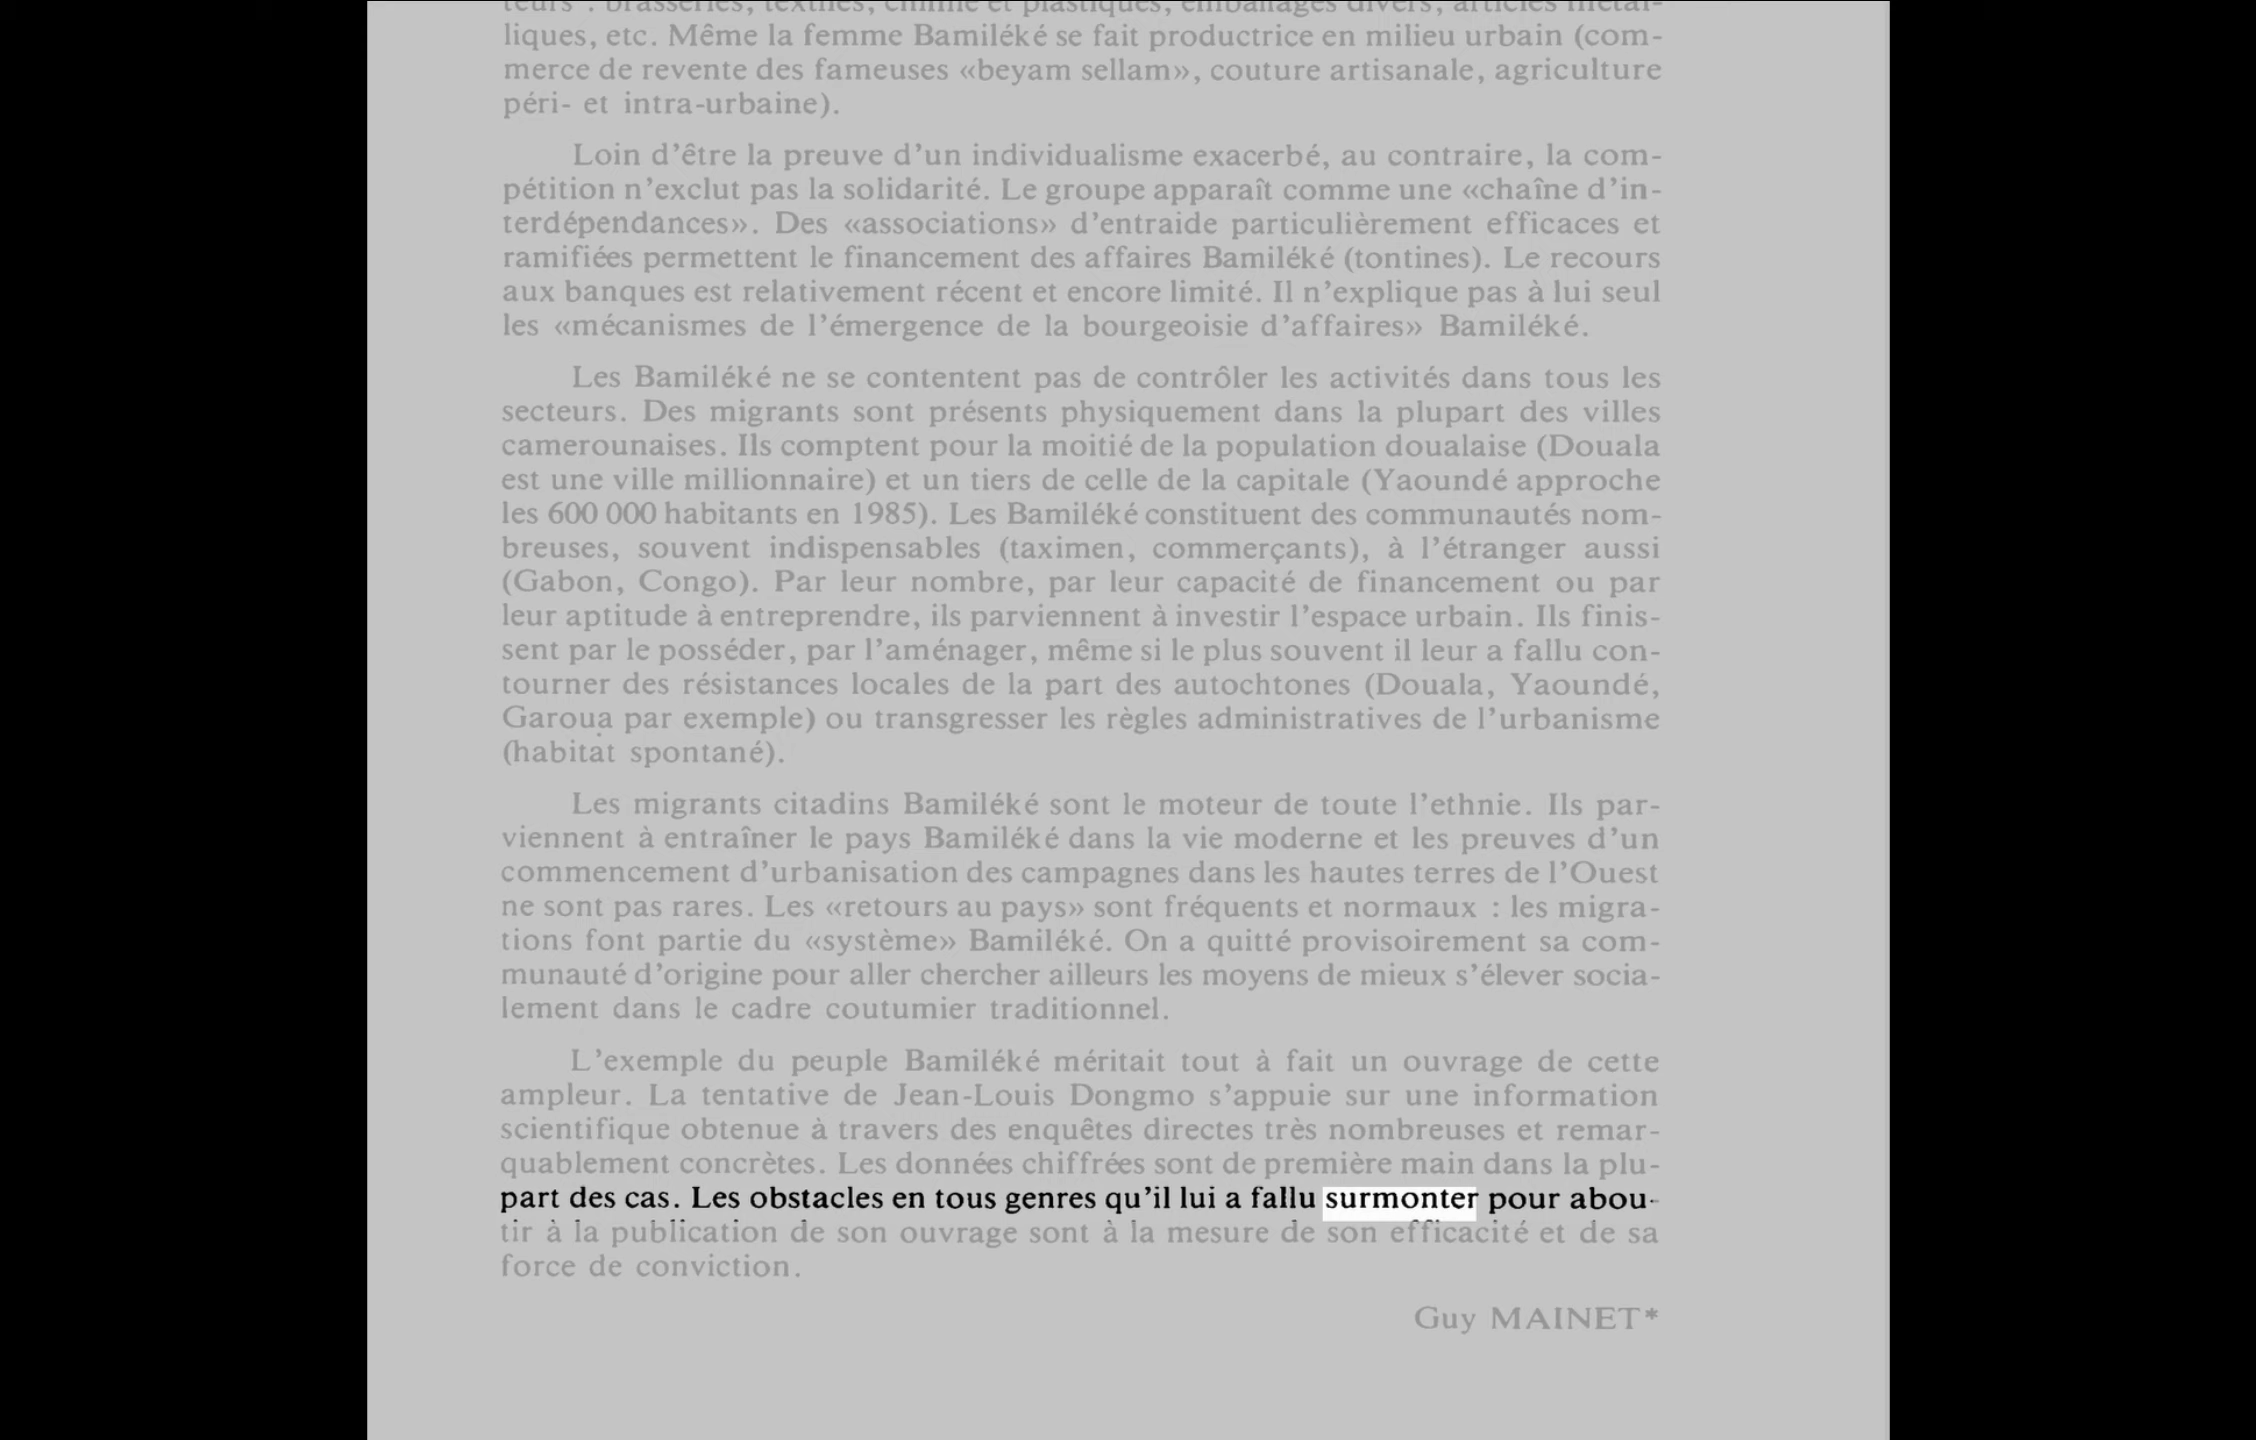 teurs : brasseries, textiles, chimie et plastiques, emballages divers, articles métal-
liques, etc. Même la femme Bamiléké se fait productrice en milieu urbain (com-
merce de revente des fameuses «beyam sellam», couture artisanale, agriculture
péri- et intra-urbaine).
Loin d’être la preuve d’un individualisme exacerbé, au contraire, la com-
pétition n’exclut pas la solidarité. Le groupe apparaît comme une «chaîne d’in-
terdépendances». Des «associations» d’entraide particulièrement efficaces et
ramifiées permettent le financement des affaires Bamiléké (tontines). Le recours
aux banques est relativement récent et encore limité. Il n’explique pas à lui seul
les «mécanismes de l’émergence de la bourgeoisie d’affaires» Bamiléké.
Les Bamiléké ne se contentent pas de contrôler les activités dans tous les
secteurs. Des migrants sont présents physiquement dans la plupart des villes
camerounaises. Ils comptent pour la moitié de la population doualaise (Douala
est une ville millionnaire) et un tiers de celle de la capitale (Yaoundé approche
les 600 000 habitants en 1985). Les Bamiléké constituent des communautés nom-
breuses, souvent indispensables (taximen, commerçants), à l’étranger aussi
(Gabon, Congo). Par leur nombre, par leur capacité de financement ou par
leur aptitude à entreprendre, ils parviennent à investir l’espace urbain. Ils finis-
sent par le posséder, par l’aménager, même si le plus souvent il leur a fallu con-
tourner des résistances locales de la part des autochtones (Douala, Yaoundé,
Garoua par exemple) ou transgresser les règles administratives de l’urbanisme
(habitat spontané).
Les migrants citadins Bamiléké sont le moteur de toute l’ethnie. Ils par-
viennent à entraîner le pays Bamiléké dans la vie moderne et les preuves d’un
commencement d’urbanisation des campagnes dans les hautes terres de l’Ouest
ne sont pas rares. Les «retours au pays» sont fréquents et normaux : les migra-
tions font partie du «système» Bamiléké. On a quitté provisoirement sa com-
munauté d’origine pour aller chercher ailleurs les moyens de mieux s’élever socia-
lement dans le cadre coutumier traditionnel.
L’exemple du peuple Bamiléké méritait tout à fait un ouvrage de cette
ampleur. La tentative de Jean-Louis Dongmo s’appuie sur une information
scientifique obtenue à travers des enquêtes directes très nombreuses et remar-
quablement concrètes. Les données chiffrées sont de première main dans la plu-
part des cas. Les obstacles en tous genres qu’il lui a fallu surmonter pour abou-
tir à la publication de son ouvrage sont à la mesure de son efficacité et de sa
force de conviction.
Guy MAINET*